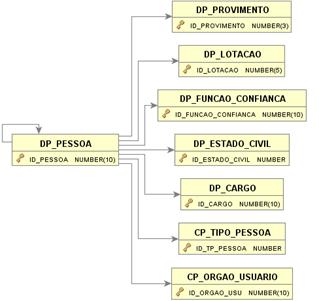 DP_PROVIMENTO
ID_PROVIMENTO NUMBER(3)
DP_LOTACAO
ID_LOTACAO NUMBER(5)
DP_FUNCAO_CONFIANCA
ID_FUNCAO_CONFIANCA NUMBER(10)
DP_PESSOA
ID_PESSOA NUMBER(10)
DP_ESTADO_CIVIL
ID_ESTADO_CIVIL NUMBER
DP_CARGO
ID_CARGO NUMBER(10)
CP_TIPO_PESSOA
ID_TP_PESSOA NUMBER
CP_ORGAO_USUARIO
ID_ORGAO_USU NUMBER(10)